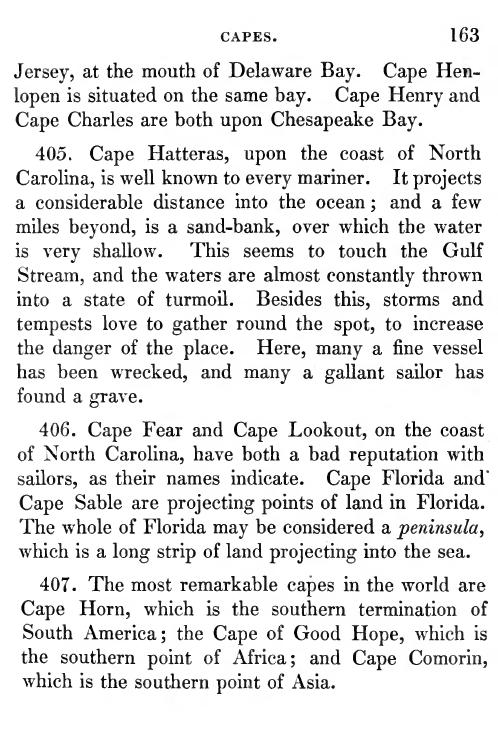 CAPES. 163
Jersey, at the mouth of Delaware Bay. Cape Hen-
lopen is situated on the same bay. Cape Henry and
Cape Charles are both upon Chesapeake Bay.
405. Cape Hatteras, upon the coast of North
Carolina, is well known to every mariner. It projects
a considerable distance into the ocean; and a few
miles beyond, is a sand-bank, over which the water
is very shallow. This seems to touch the Gulf
Stream, and the waters are almost constantly thrown
into a state of turmoil. Besides this, storms and
tempests love to gather round the spot, to increase
the danger of the place. Here, many a fine vessel
has been wrecked, and many a gallant sailor has
found a grave.
406. Cape Fear and Cape Lookout, on the coast
of North Carolina, have both a bad reputation with
sailors, as their names indicate. Cape Florida and
Cape Sable are projecting points of land in Florida.
The whole of Florida may be considered a peninsula,
which is a long strip of land projecting into the sea.
407. The most remarkable capes in the world are
Cape Horn, which is the southern termination of
South America; the Cape of Good Hope, which is
the southern point of Africa; and Cape Comorin,
which is the southern point of Asia.